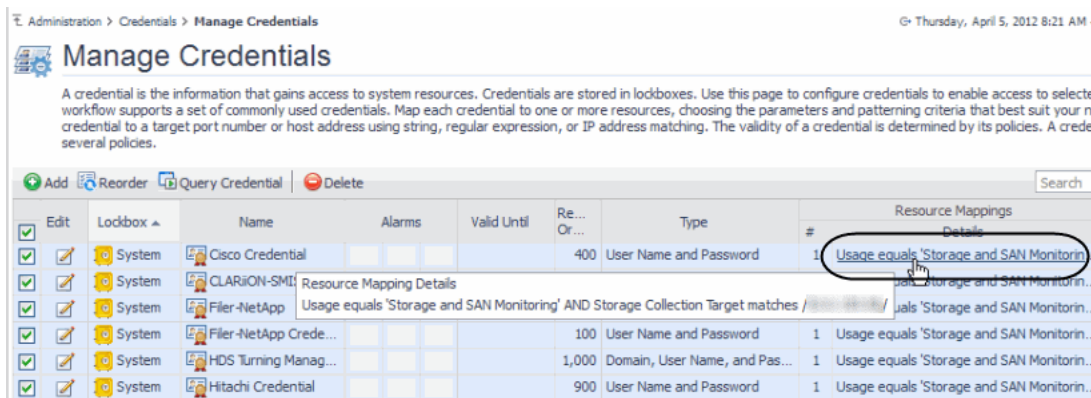 Administration > Credentials > Manage Credentials
Thursday, April 5, 2012 8:21 AM
Manage Credentials
A credential is the information that gains access to system resources. Credentials are stored in lockboxes. Use this page to configure credentials to enable access to selecte
workflow supports a set of commonly used credentials. Map each credential to one or more resources, choosing the parameters and patterning criteria that best suit your n
credential to a target port number or host address using string, regular expression, or IP address matching. The validity of a credential is determined by its policies. A crede
several policies.
Add Reorder Query Credential Delete Search
Edit Lockbox Name Alarms Valid Until Re... Or... Type Resource Mappings
# Details
System Cisco Credential 400 User Name and Password 1 Usage equals 'Storage and SAN Monitorin
System CLARiiON-SMI uals 'Storage and SAN Monitorin..
Resource Mapping Details
Usage equals 'Storage and SAN Monitoring' AND Storage Collection Target matches / /
System Filer-NetApp uals 'Storage and SAN Monitorin..
System Filer-NetApp Crede... 100 User Name and Password 1 Usage equals 'Storage and SAN Monitorin..
System HDS Turning Manag... 1,000 Domain, User Name, and Pas... 1 Usage equals 'Storage and SAN Monitorin..
System Hitachi Credential 900 User Name and Password 1 Usage equals 'Storage and SAN Monitorin..